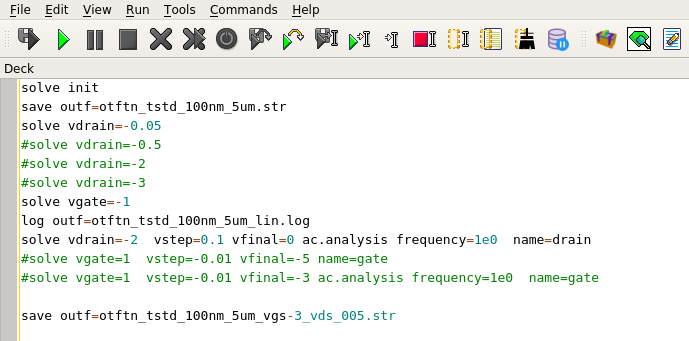 File Edit View Run Tools Commands Help
Deck
solve init
save outf=otftn_tstd_100nm_5um.str
solve vdrain=-0.05
#solve vdrain=-0.5
#solve vdrain=-2
#solve vdrain=-3
solve vgate=-1
log outf=otftn_tstd_100nm_5um_lin.log
solve vdrain=-2  vstep=0.1 vfinal=0 ac.analysis frequency=1e0  name=drain
#solve vgate=1  vstep=-0.01 vfinal=-5 name=gate
#solve vgate=1  vstep=-0.01 vfinal=-3 ac.analysis frequency=1e0  name=gate
save outf=otftn_tstd_100nm_5um_vgs-3_vds_005.str